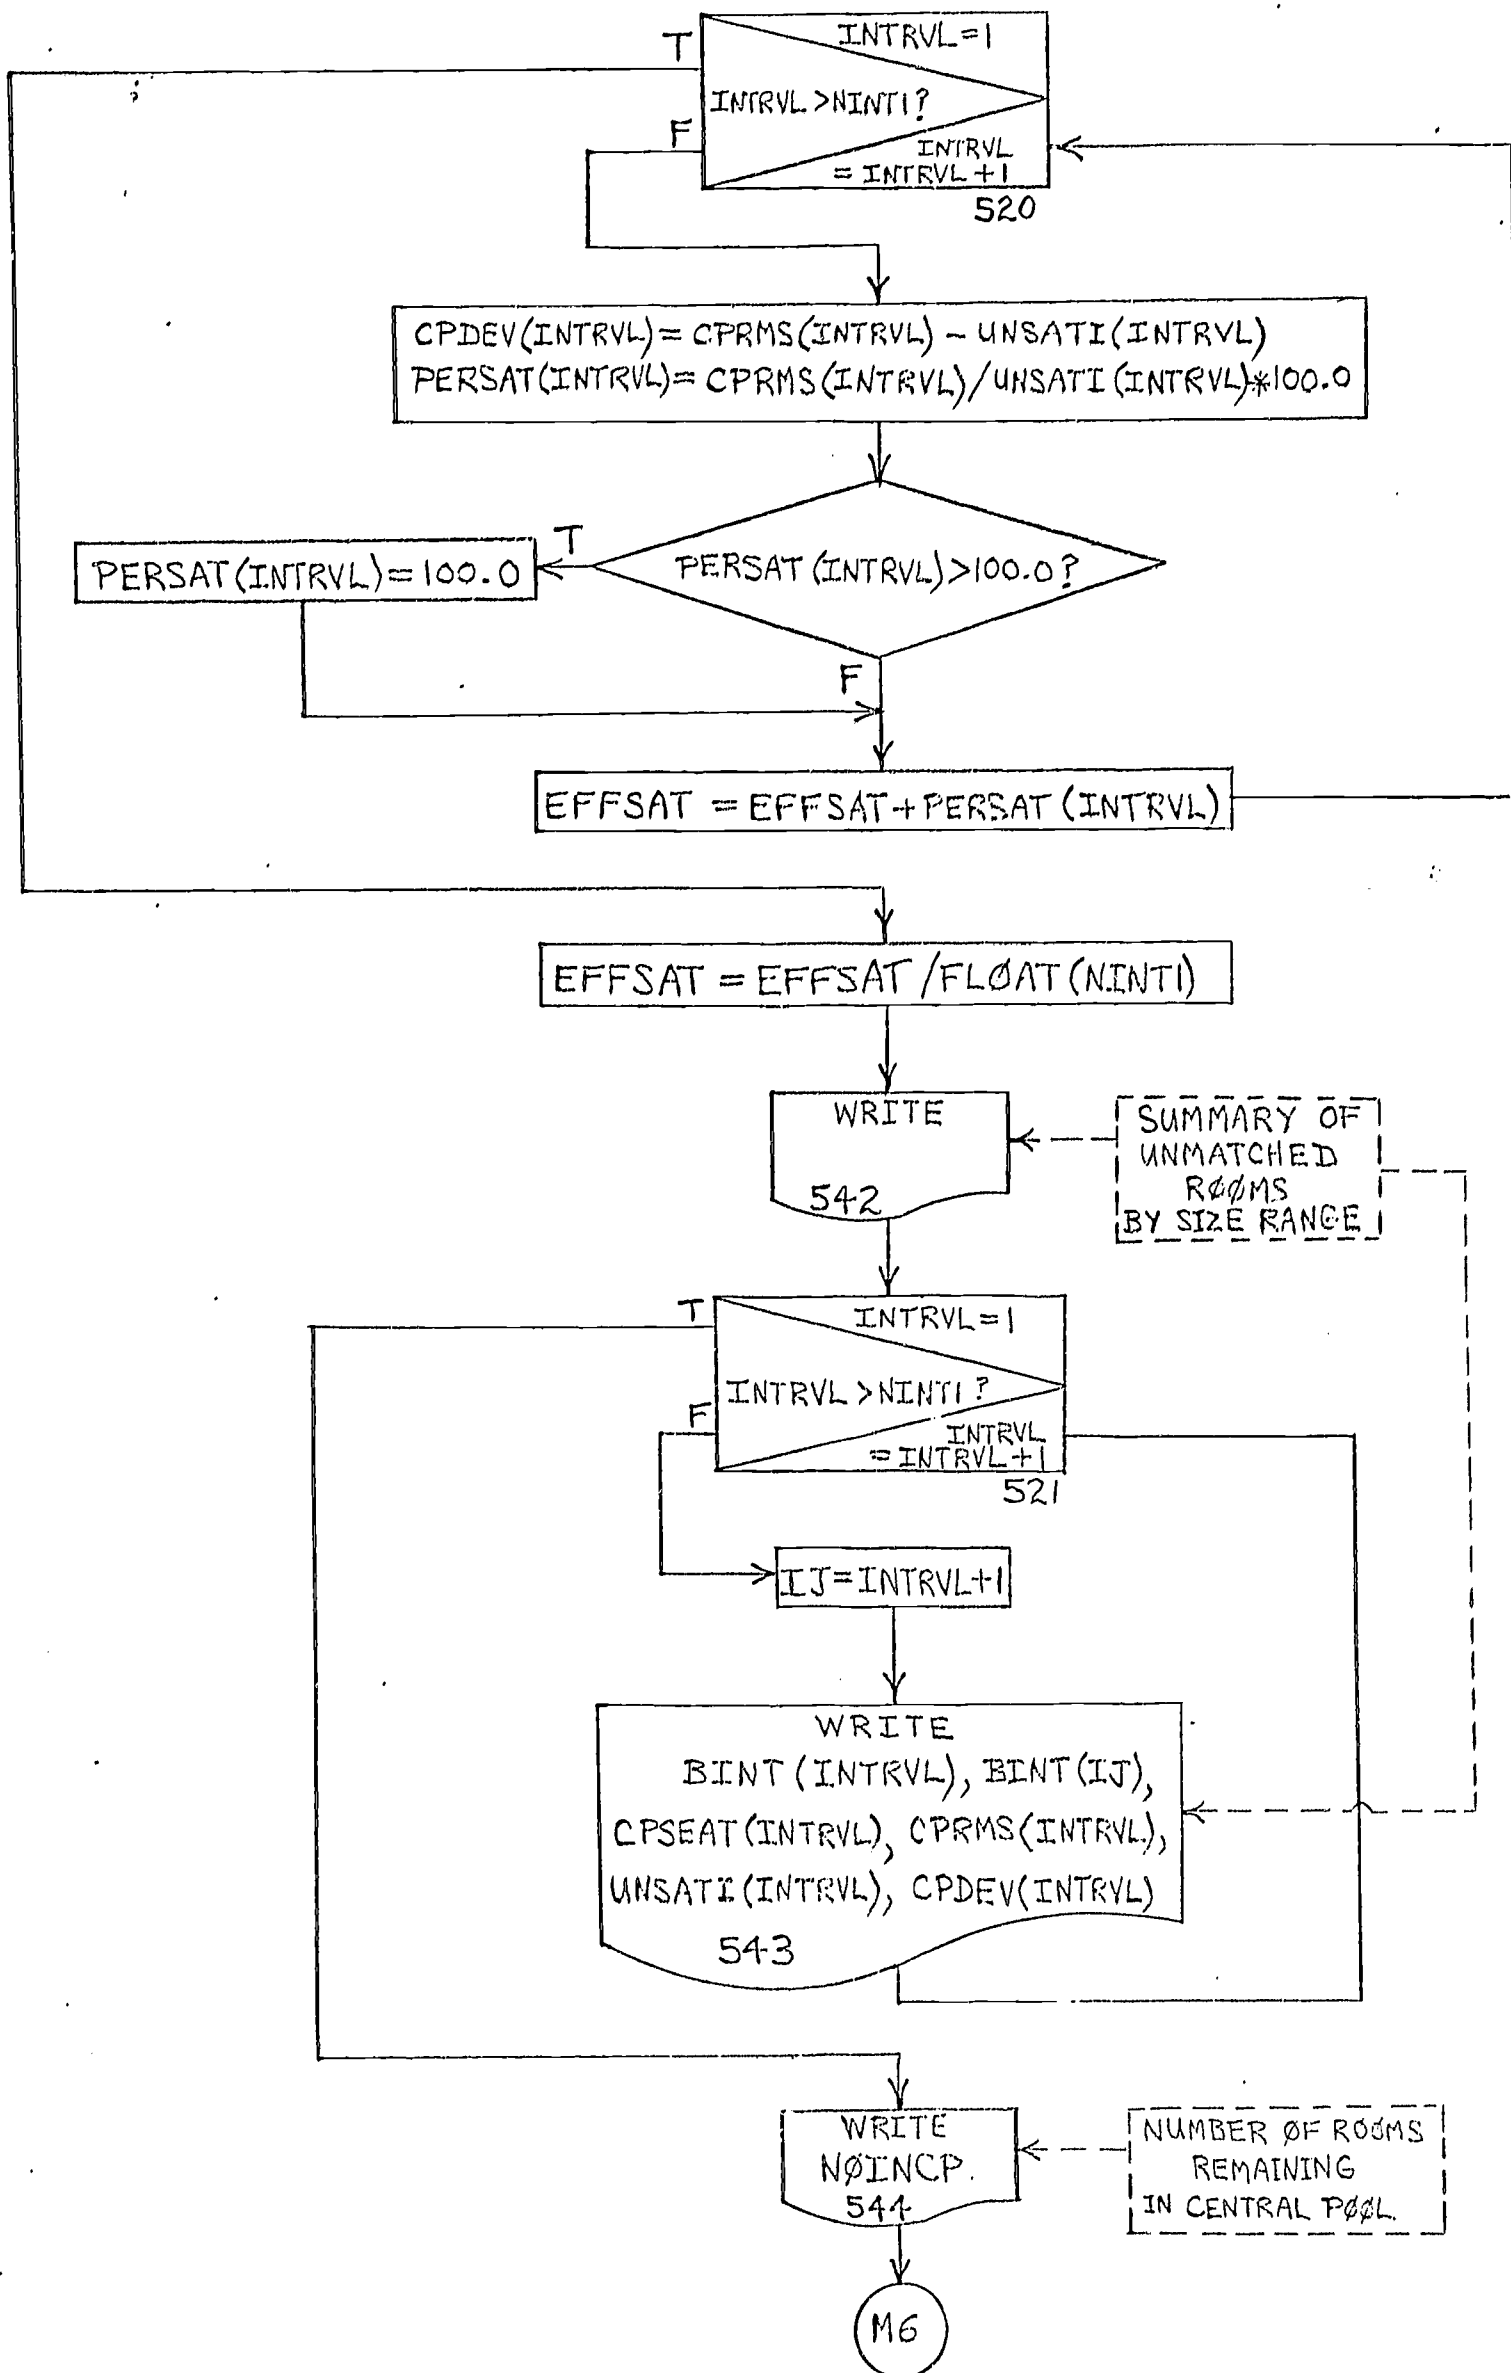 INTRVL=1
T
INTRVL>NINT1?
F
INTRVL
=INTRVL+1
520
CPDEV(INTRVL)=CPRMS(INTRVL)-UNSATI(INTRVL)
PERSAT(INTRVL)=CPRMS(INTRVL)/UNSATI(INTRVL)*100.0
T
PERSAT(INTRVL)=100.0
PERSAT(INTRVL)>100.0?
F
EFFSAT=EFFSAT+PERSAT(INTRVL)
EFFSAT=EFFSAT/FLØAT(NINT1)
WRITE
542
SUMMARY OF
UNMATCHED
RØØMS
BY SIZE RANGE
T
INTRVL=1
INTRVL>NINT1?
F
INTRVL
=INTRVL+1
521
IJ=INTRVL+1
WRITE
BINT(INTRVL), BINT(IJ),
CPSEAT(INTRVL), CPRMS(INTRVL),
UNSATI(INTRVL), CPDEV(INTRVL)
543
WRITE
NØINCP.
544
NUMBER ØF RØØMS
REMAINING
IN CENTRAL PØØL.
M6